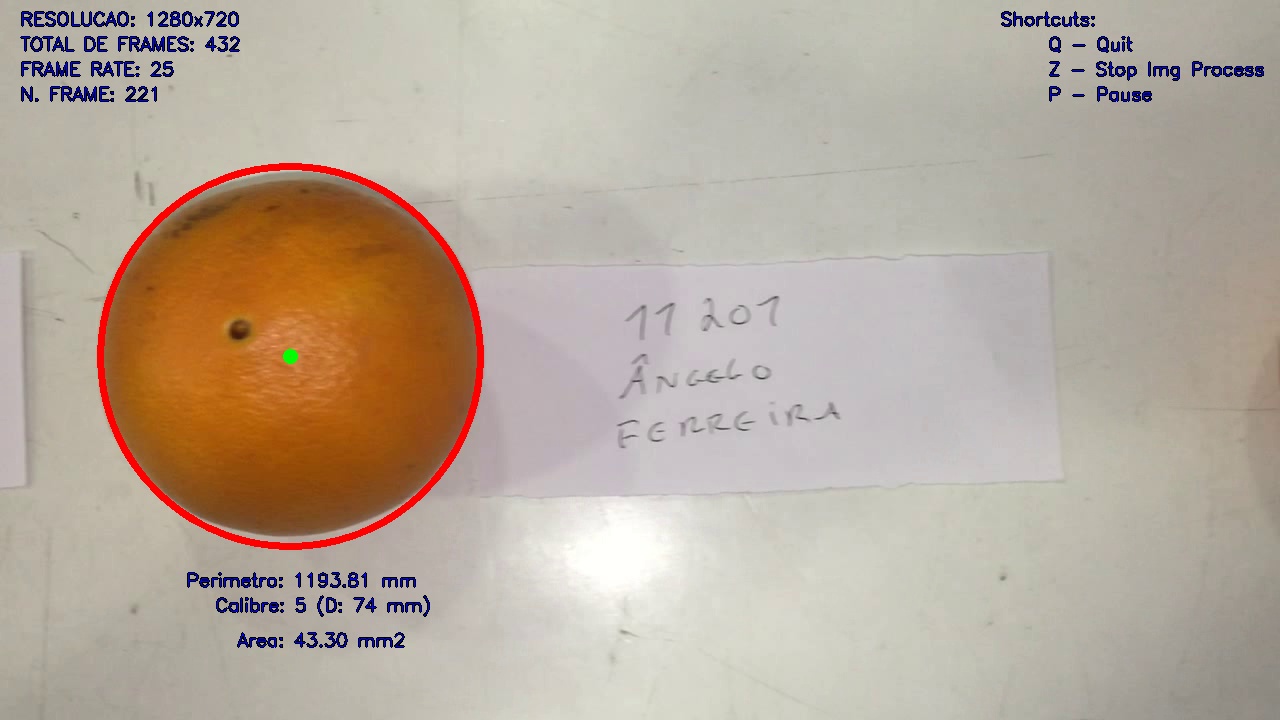 RESOLUCAO: 1280x720
TOTAL DE FRAMES: 432
FRAME RATE: 25
N. FRAME: 221
Shortcuts:
Q - Quit
Z - Stop Img Process
P - Pause
11 201
ÂNGELO
FERREIRA
Perimetro: 1193.81 mm
Calibre: 5 (D: 74 mm)
Area: 43.30 mm2